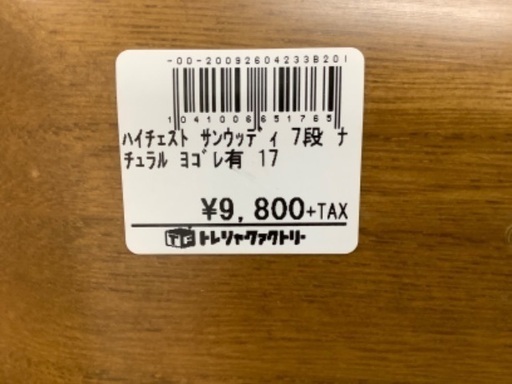 -00-20092604233B20I
1041006651765
ﾊｲﾁｪｽﾄ ｻﾝｳｯﾃﾞｨ 7段 ﾅ
ﾁｭﾗﾙ ﾖｺﾞﾚ有 17
¥9,800+TAX
TF トレジャーファクトリー